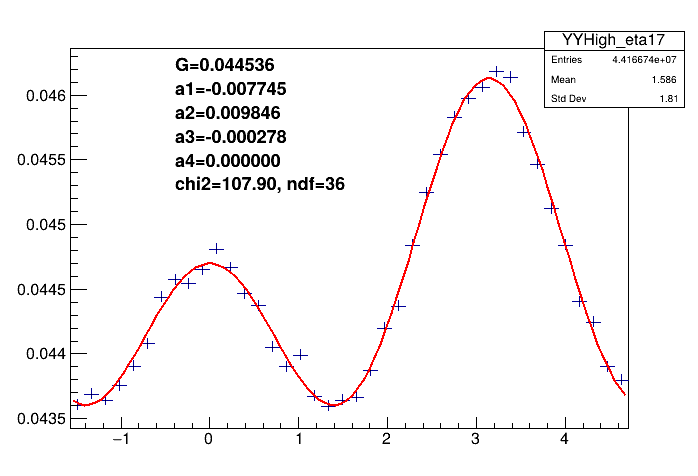 YYHigh_eta17
Entries 4.416674e+07
Mean 1.586
Std Dev 1.81
G=0.044536
a1=-0.007745
a2=0.009846
a3=-0.000278
a4=0.000000
chi2=107.90, ndf=36
0.046
0.0455
0.045
0.0445
0.044
0.0435
−1 0 1 2 3 4